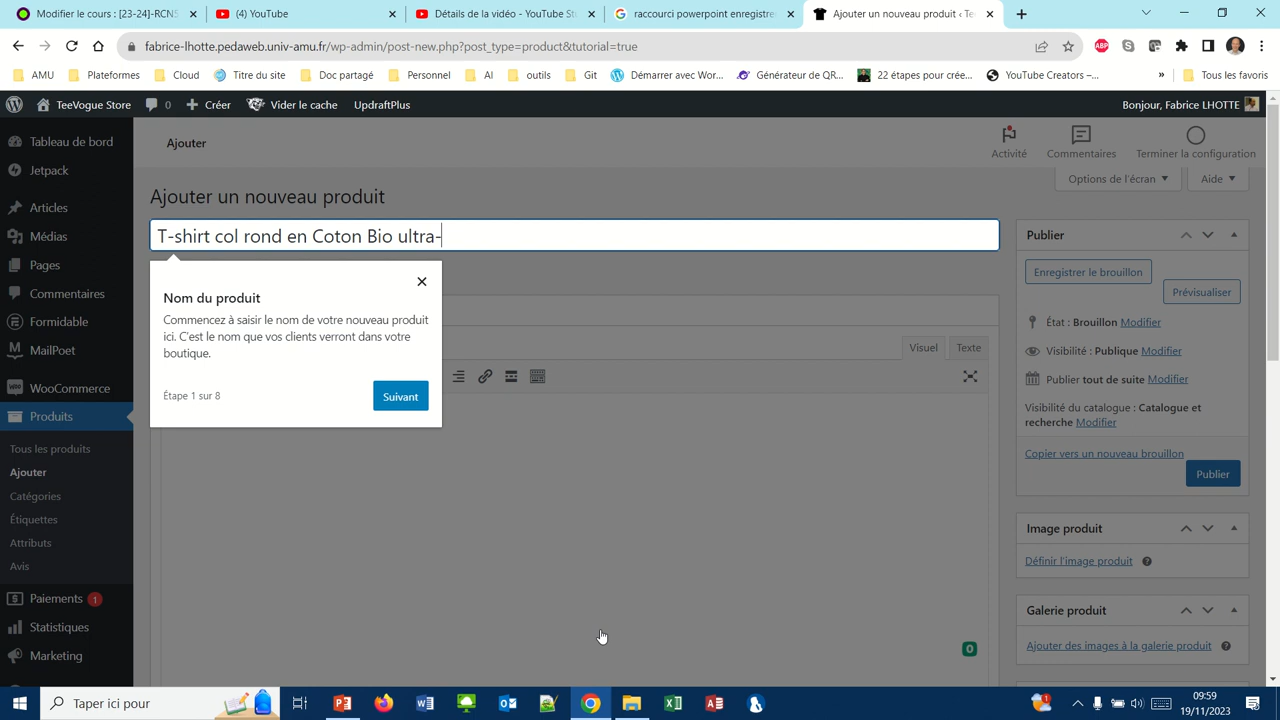 Modifier le cours : [23-24]-RCNS
(4) YouTube
Détails de la vidéo - YouTube St
raccourci powerpoint enregistre
Ajouter un nouveau produit ‹ Te
fabrice-lhotte.pedaweb.univ-amu.fr/wp-admin/post-new.php?post_type=product&tutorial=true
AMU
Plateformes
Cloud
Titre du site
Doc partagé
Personnel
AI
outils
Git
Démarrer avec Wor...
Générateur de QR...
22 étapes pour crée...
YouTube Creators –...
»
Tous les favoris
TeeVogue Store
0
Créer
Vider le cache
UpdraftPlus
Bonjour, Fabrice LHOTTE
Tableau de bord
Jetpack
Articles
Médias
Pages
Commentaires
Formidable
MailPoet
WooCommerce
Produits
Tous les produits
Ajouter
Catégories
Étiquettes
Attributs
Avis
Paiements 1
Statistiques
Marketing
Ajouter
Activité
Commentaires
Terminer la configuration
Options de l'écran
Aide
Ajouter un nouveau produit
T-shirt col rond en Coton Bio ultra-
Nom du produit
Commencez à saisir le nom de votre nouveau produit
ici. C'est le nom que vos clients verront dans votre
boutique.
Étape 1 sur 8
Suivant
Visuel
Texte
Publier
Enregistrer le brouillon
Prévisualiser
État : Brouillon Modifier
Visibilité : Publique Modifier
Publier tout de suite Modifier
Visibilité du catalogue : Catalogue et
recherche Modifier
Copier vers un nouveau brouillon
Publier
Image produit
Définir l'image produit
Galerie produit
Ajouter des images à la galerie produit
Taper ici pour
09:59
19/11/2023